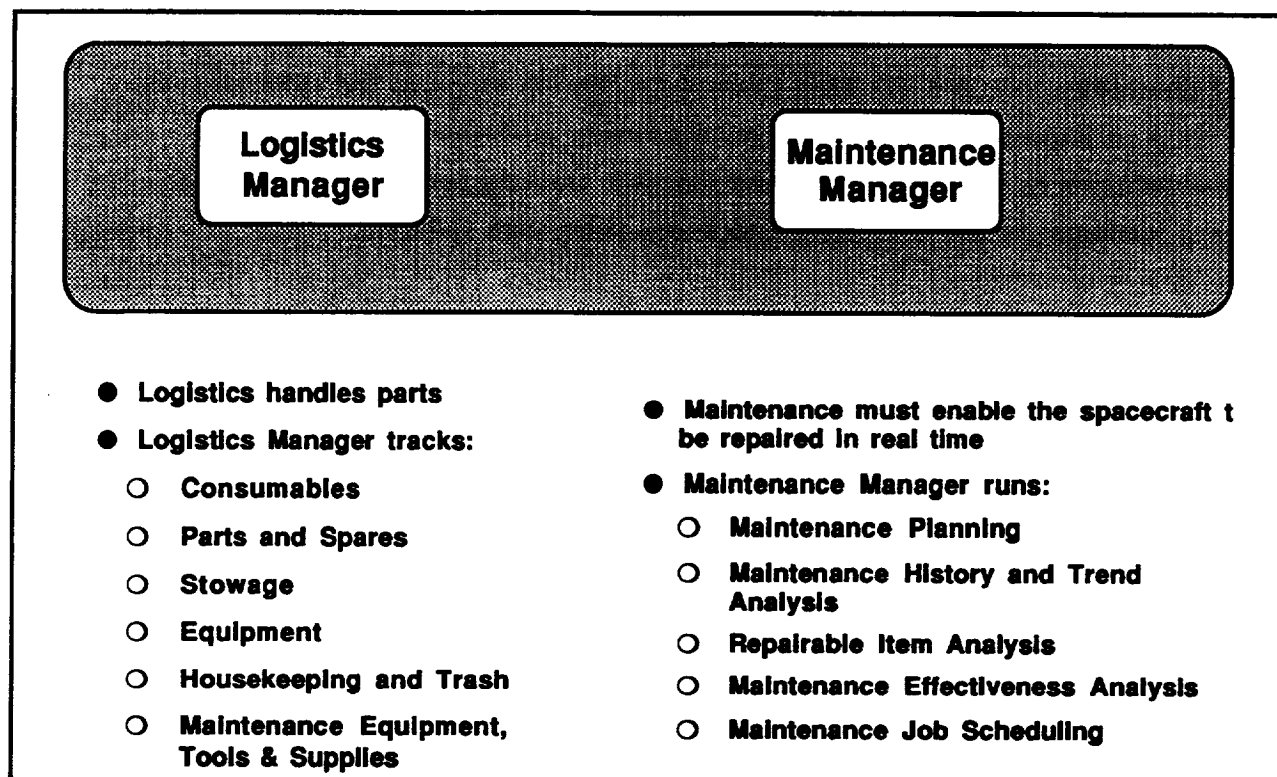 Logistics
Manager
Maintenance
Manager
● Logistics handles parts
● Logistics Manager tracks:
○ Consumables
○ Parts and Spares
○ Stowage
○ Equipment
○ Housekeeping and Trash
○ Maintenance Equipment,
Tools & Supplies
● Maintenance must enable the spacecraft t
be repaired in real time
● Maintenance Manager runs:
○ Maintenance Planning
○ Maintenance History and Trend
Analysis
○ Repairable Item Analysis
○ Maintenance Effectiveness Analysis
○ Maintenance Job Scheduling